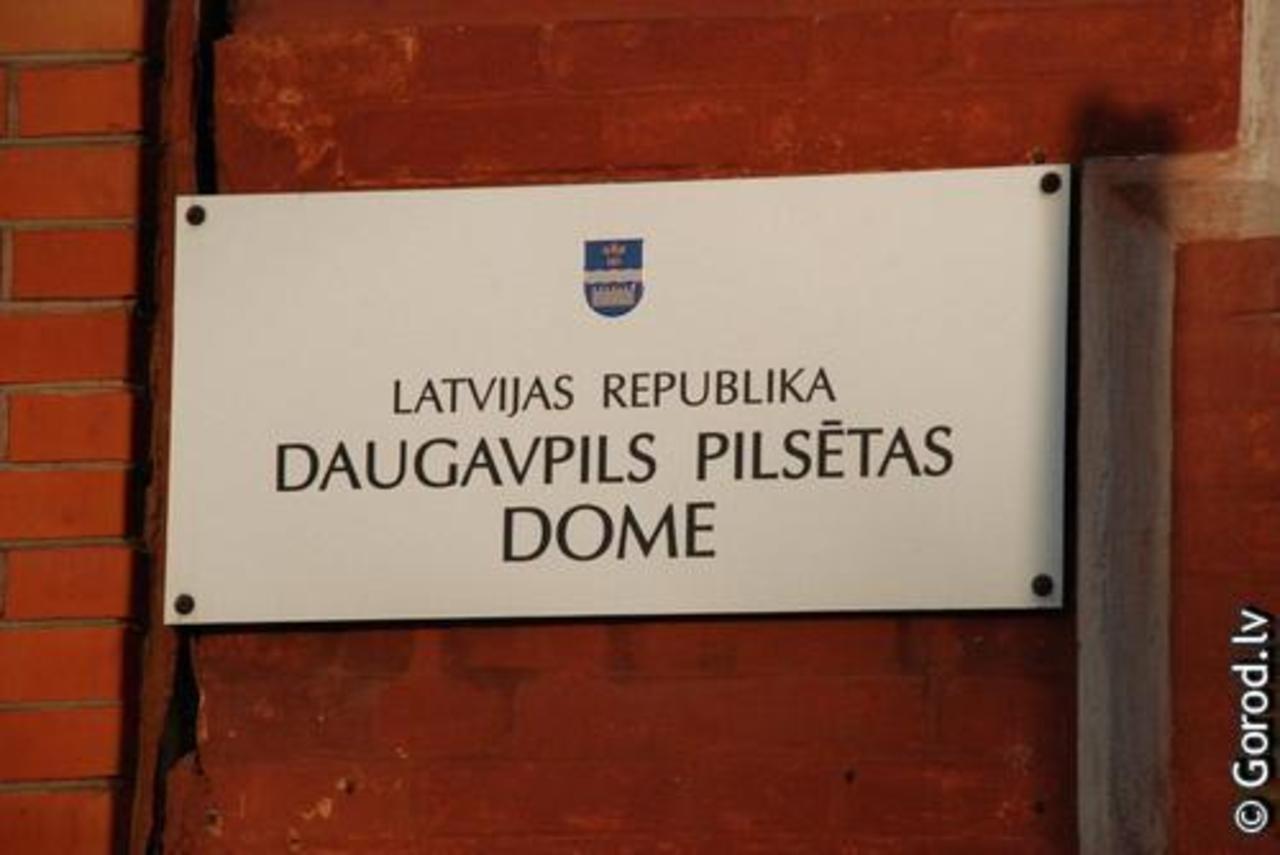 LATVIJAS REPUBLIKA
DAUGAVPILS PILSĒTAS
DOME
© Gorod.lv